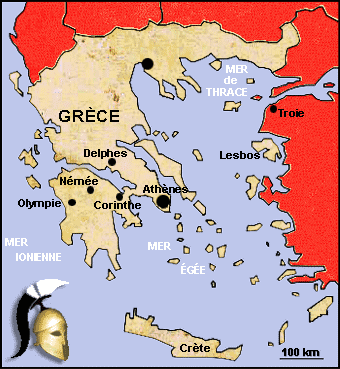 MER
de
THRACE
GRÈCE
Troie
Delphes
Lesbos
Némée
Athènes
Olympie
Corinthe
MER
IONIENNE
MER
ÉGÉE
Crète
100 km